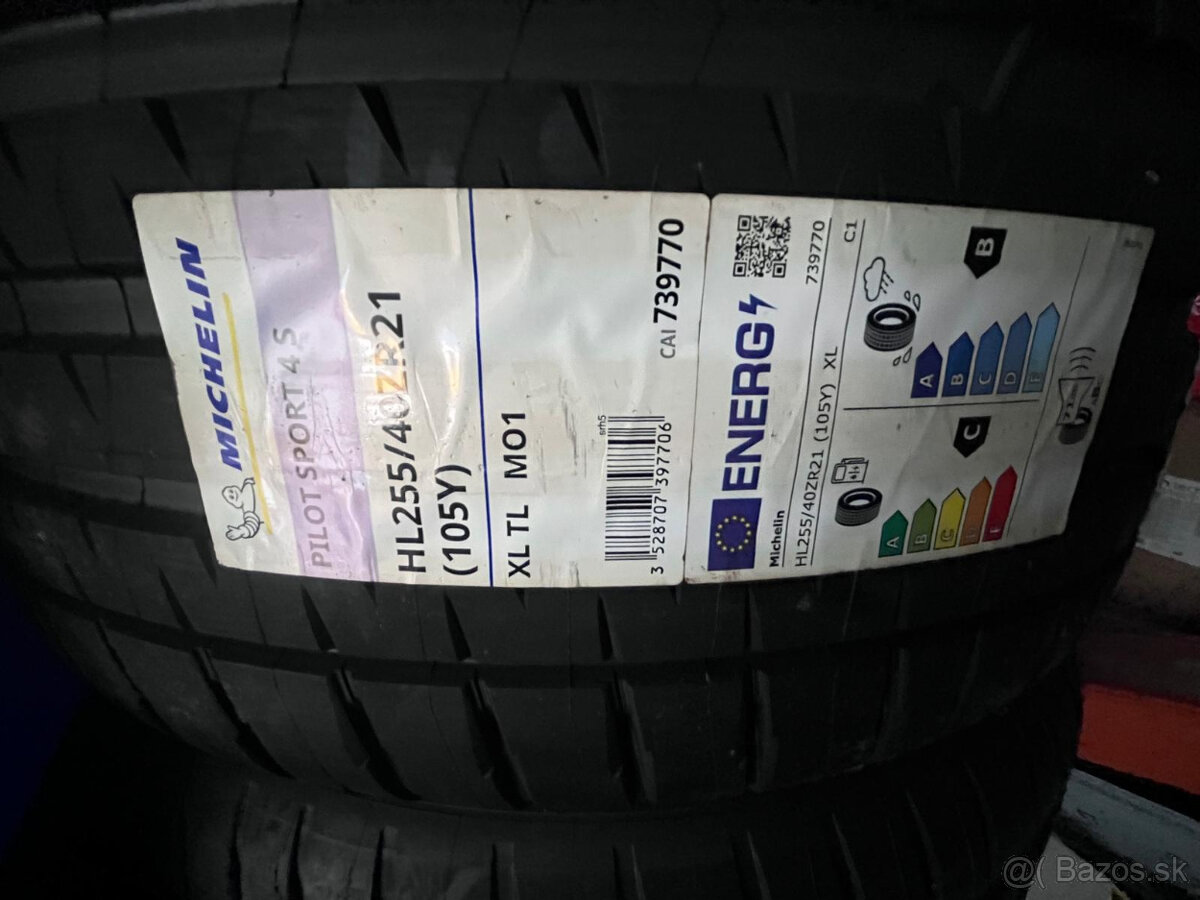 MICHELIN
PILOT SPORT 4 S
HL255/40ZR21
(105Y)
XL TL MO1
srh5
3 528707 397706
CAI 739770
ENERG
Michelin
739770
HL255/40ZR21 (105Y) XL
C1
B
A
B
C
D
E
C
A
B
C
D
E
@( Bazos.sk